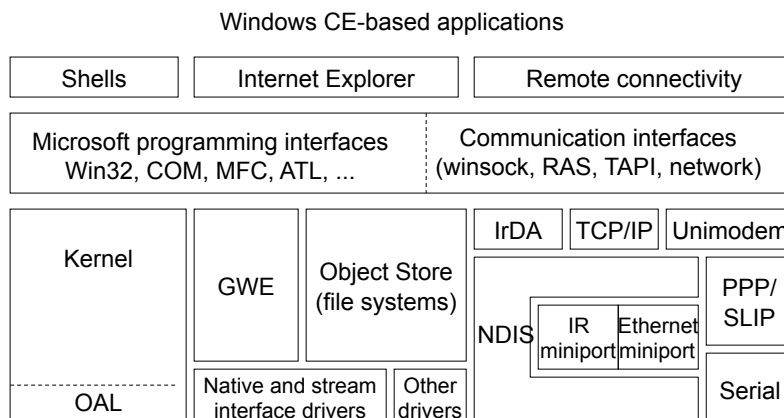 Windows CE-based applications
Shells
Internet Explorer
Remote connectivity
Microsoft programming interfaces
Win32, COM, MFC, ATL, ...
Communication interfaces
(winsock, RAS, TAPI, network)
Kernel
OAL
GWE
Object Store
(file systems)
Native and stream
interface drivers
Other
drivers
IrDA
TCP/IP
Unimodem
NDIS
IR
miniport
Ethernet
miniport
PPP/
SLIP
Serial